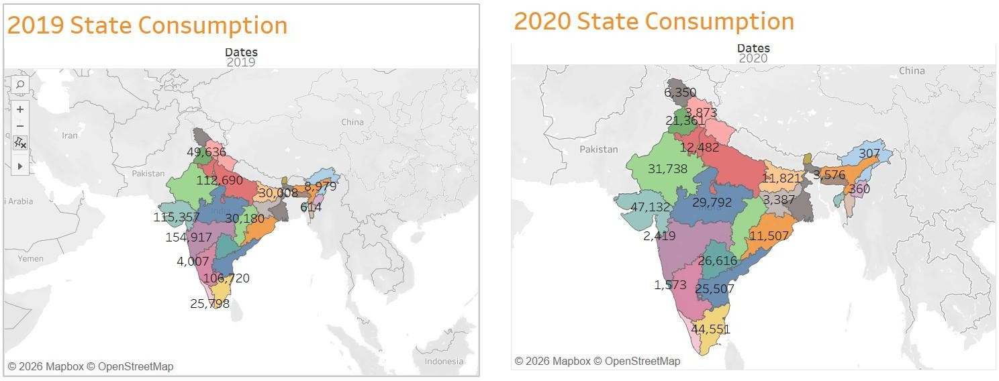 2019 State Consumption
Dates
2019
China
Iran
49,636
Pakistan
112,690
8,979
30,008
i Arabia
614
115,357
India
30,180
154,917
Yemen
4,007
106,720
25,798
Indonesia
© 2026 Mapbox © OpenStreetMap
2020 State Consumption
Dates
2020
China
6,350
3,873
21,361
Pakistan
12,482
307
31,738
3,576
11,821
360
29,792
3,387
47,132
India
2,419
11,507
26,616
1,573
25,507
44,551
© 2026 Mapbox © OpenStreetMap